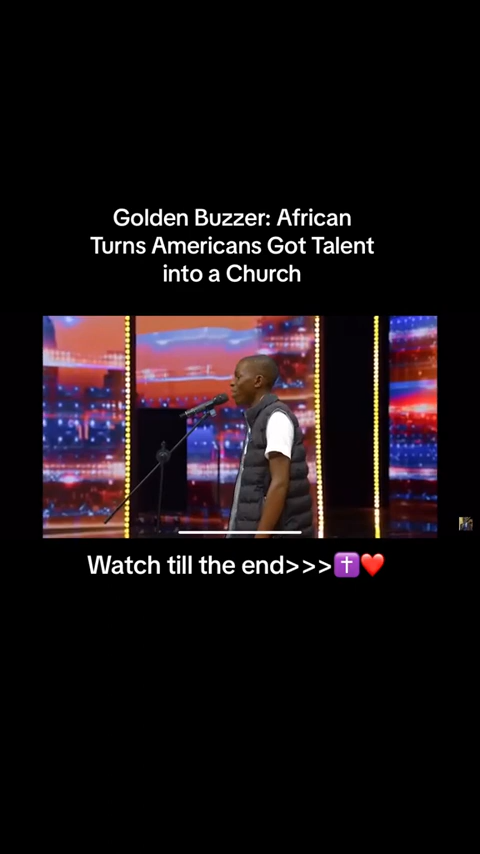 Golden Buzzer: African
Turns Americans Got Talent
into a Church
Watch till the end>>>✝️❤️